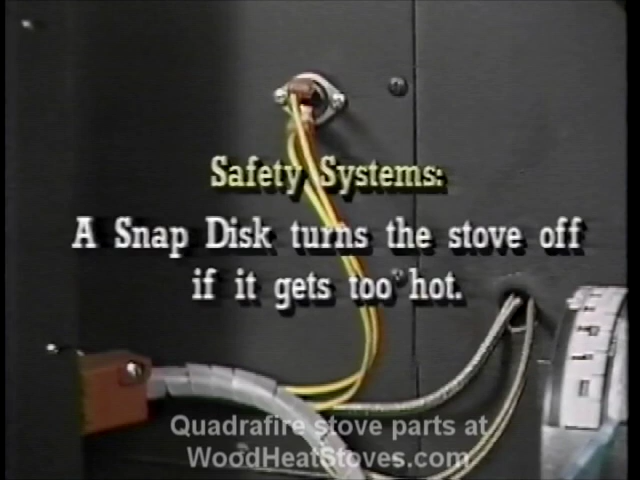 Safety Systems:
A Snap Disk turns the stove off
if it gets too hot.
Quadrafire stove parts at
WoodHeatStoves.com